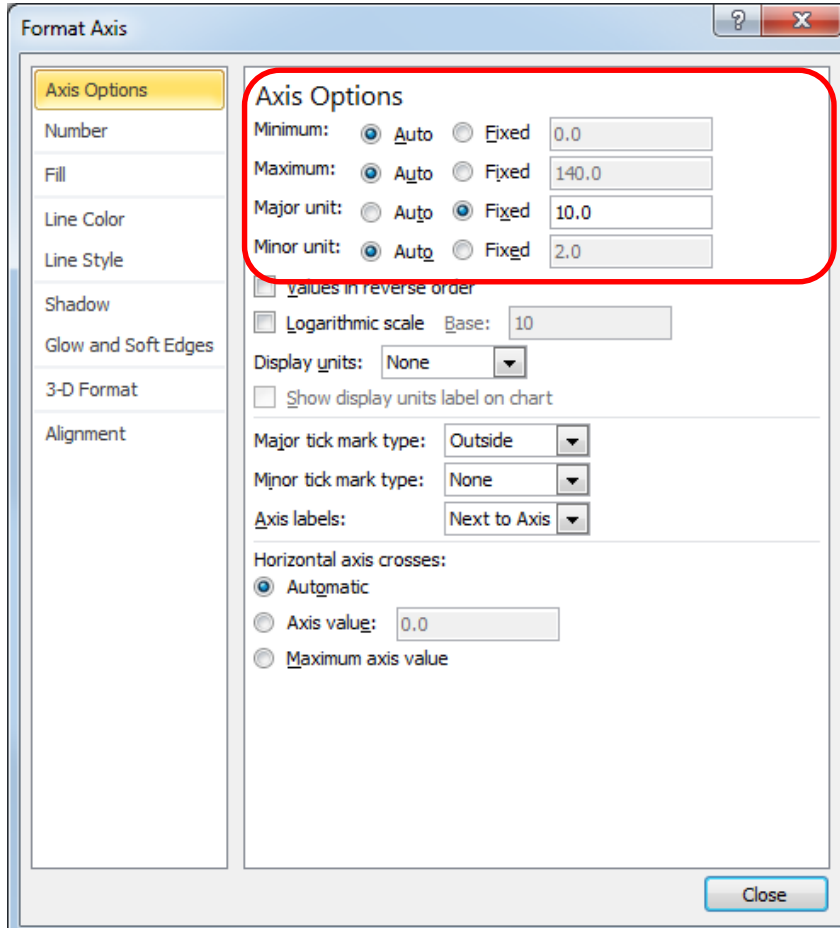 Format Axis
? X
Axis Options
Number
Fill
Line Color
Line Style
Shadow
Glow and Soft Edges
3-D Format
Alignment
Axis Options
Minimum: Auto Fixed 0.0
Maximum: Auto Fixed 140.0
Major unit: Auto Fixed 10.0
Minor unit: Auto Fixed 2.0
Values in reverse order
Logarithmic scale Base: 10
Display units: None
Show display units label on chart
Major tick mark type: Outside
Minor tick mark type: None
Axis labels: Next to Axis
Horizontal axis crosses:
Automatic
Axis value: 0.0
Maximum axis value
Close